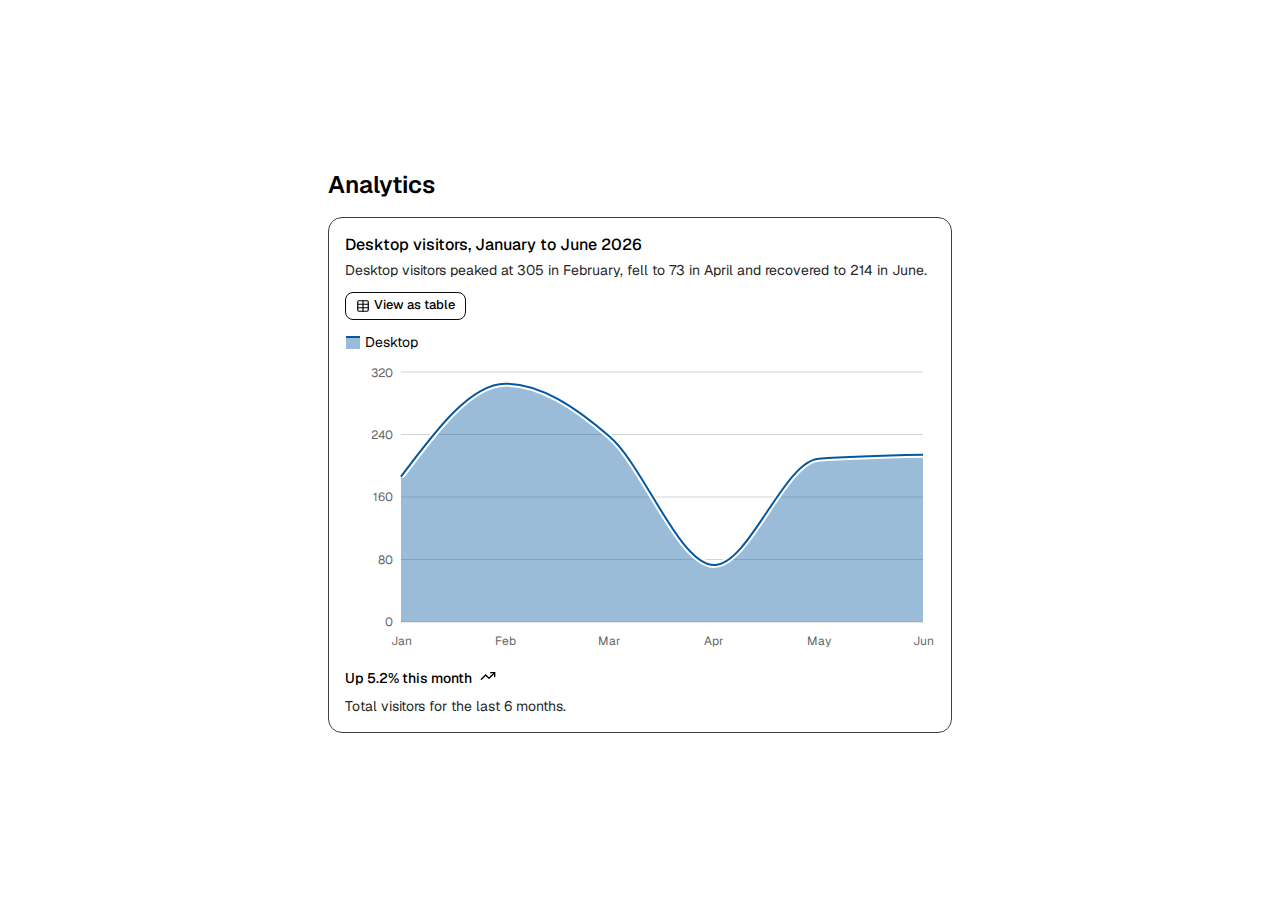 Analytics
Desktop visitors, January to June 2026
Desktop visitors peaked at 305 in February, fell to 73 in April and recovered to 214 in June.
View as table
Desktop
320
240
160
80
0
Jan Feb Mar Apr May Jun
Up 5.2% this month
Total visitors for the last 6 months.